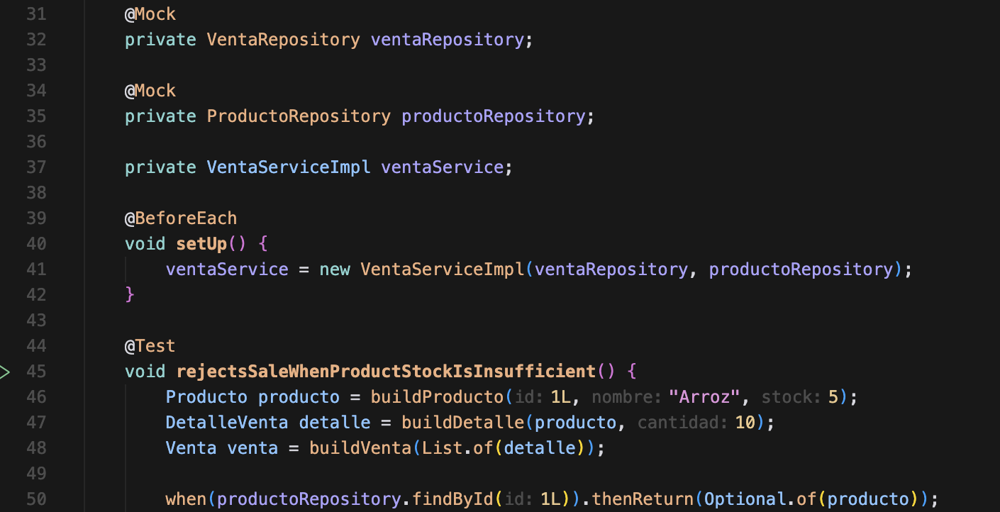 31 @Mock
32 private VentaRepository ventaRepository;
33
34 @Mock
35 private ProductoRepository productoRepository;
36
37 private VentaServiceImpl ventaService;
38
39 @BeforeEach
40 void setUp() {
41 ventaService = new VentaServiceImpl(ventaRepository, productoRepository);
42 }
43
44 @Test
45 void rejectsSaleWhenProductStockIsInsufficient() {
46 Producto producto = buildProducto(id: 1L, nombre: "Arroz", stock: 5);
47 DetalleVenta detalle = buildDetalle(producto, cantidad: 10);
48 Venta venta = buildVenta(List.of(detalle));
49
50 when(productoRepository.findById(id: 1L)).thenReturn(Optional.of(producto));